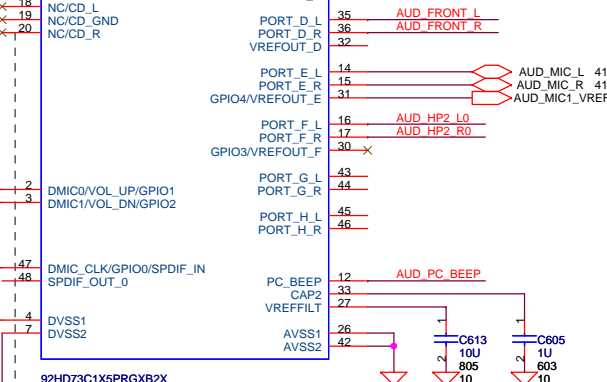 18 NC/CD_L
19 NC/CD_GND
20 NC/CD_R
PORT_D_L 35 AUD_FRONT_L
PORT_D_R 36 AUD_FRONT_R
VREFOUT_D 32
PORT_E_L 14 AUD_MIC_L 41
PORT_E_R 15 AUD_MIC_R 41
GPIO4/VREFOUT_E 31 AUD_MIC1_VREF
PORT_F_L 16 AUD_HP2_L0
PORT_F_R 17 AUD_HP2_R0
GPIO3/VREFOUT_F 30
PORT_G_L 43
2 DMIC0/VOL_UP/GPIO1 PORT_G_R 44
3 DMIC1/VOL_DN/GPIO2
PORT_H_L 45
PORT_H_R 46
47 DMIC_CLK/GPIO0/SPDIF_IN
48 SPDIF_OUT_0 PC_BEEP 12 AUD_PC_BEEP
CAP2 33
VREFFILT 27
4 DVSS1 1 1
7 DVSS2 AVSS1 26 C613 C605
AVSS2 42 10U 1U
2 805 2 603
92HD73C1X5PRGXB2X 10 10